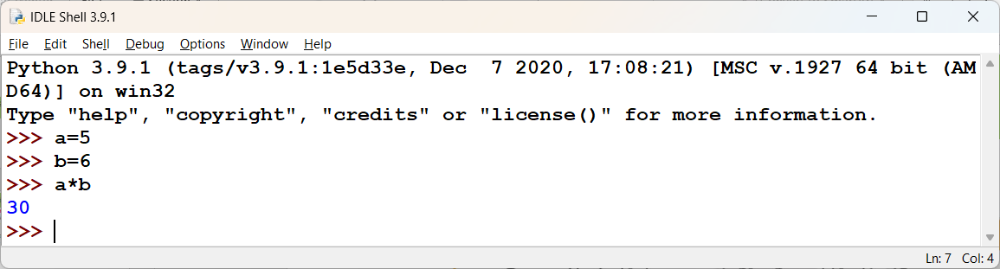 IDLE Shell 3.9.1
File Edit Shell Debug Options Window Help
Python 3.9.1 (tags/v3.9.1:1e5d33e, Dec  7 2020, 17:08:21) [MSC v.1927 64 bit (AM
D64)] on win32
Type "help", "copyright", "credits" or "license()" for more information.
>>> a=5
>>> b=6
>>> a*b
30
>>>
Ln: 7 Col: 4